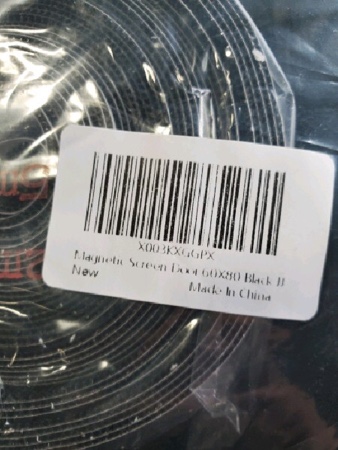 X003KXGGPX
Magnetic Screen Door 60X80 Black B
New
Made In China